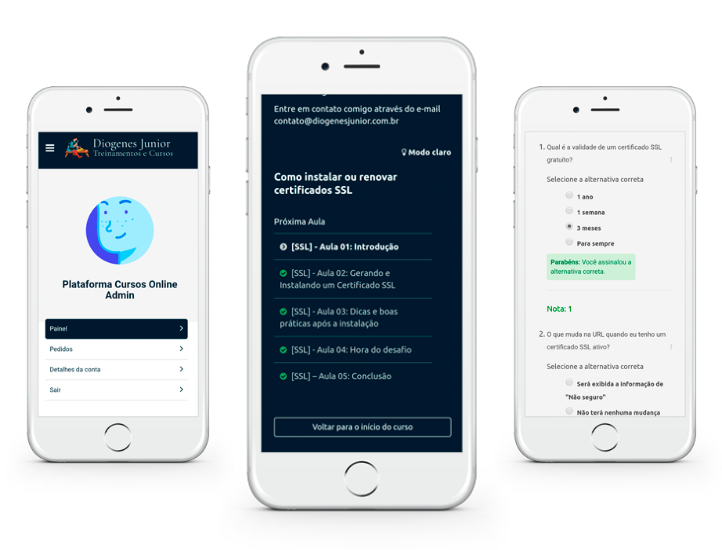 Diogenes Junior
Treinamentos e Cursos
Plataforma Cursos Online
Admin
Painel
Pedidos
Detalhes da conta
Sair
Entre em contato comigo através do e-mail
contato@diogenesjunior.com.br
Modo claro
Como instalar ou renovar
certificados SSL
Próxima Aula
[SSL] - Aula 01: Introdução
[SSL] - Aula 02: Gerando e
Instalando um Certificado SSL
[SSL] - Aula 03: Dicas e boas
práticas após a instalação
[SSL] - Aula 04: Hora do desafio
[SSL] – Aula 05: Conclusão
Voltar para o início do curso
1. Qual é a validade de um certificado SSL
gratuito?
Selecione a alternativa correta
1 ano
1 semana
3 meses
Para sempre
Parabéns: Você assinalou a
alternativa correta.
Nota: 1
2. O que muda na URL quando eu tenho um
certificado SSL ativo?
Selecione a alternativa correta
Será exibida a informação de
"Não seguro"
Não terá nenhuma mudança